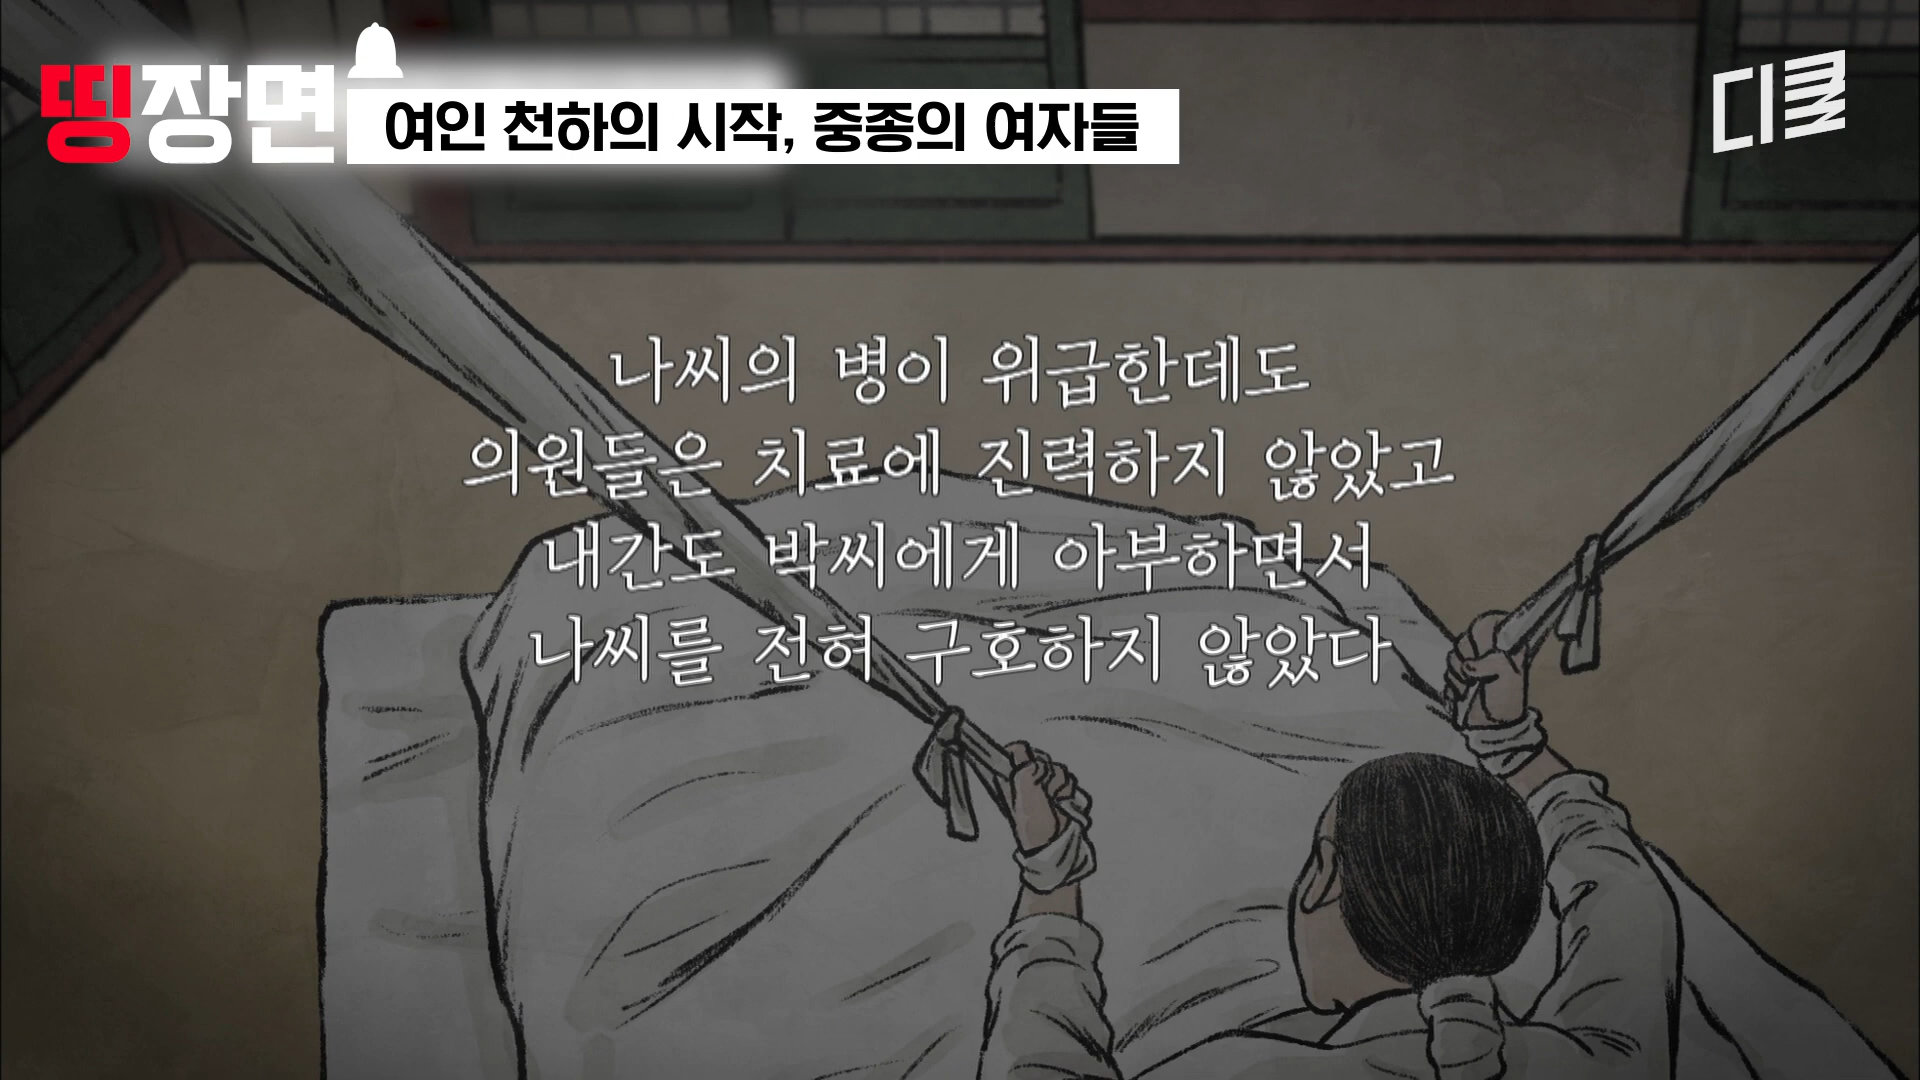 띵장면
여인 천하의 시작, 중종의 여자들
디글
나씨의 병이 위급한데도
의원들은 치료에 진력하지 않았고
내간도 박씨에게 아부하면서
나씨를 전혀 구호하지 않았다